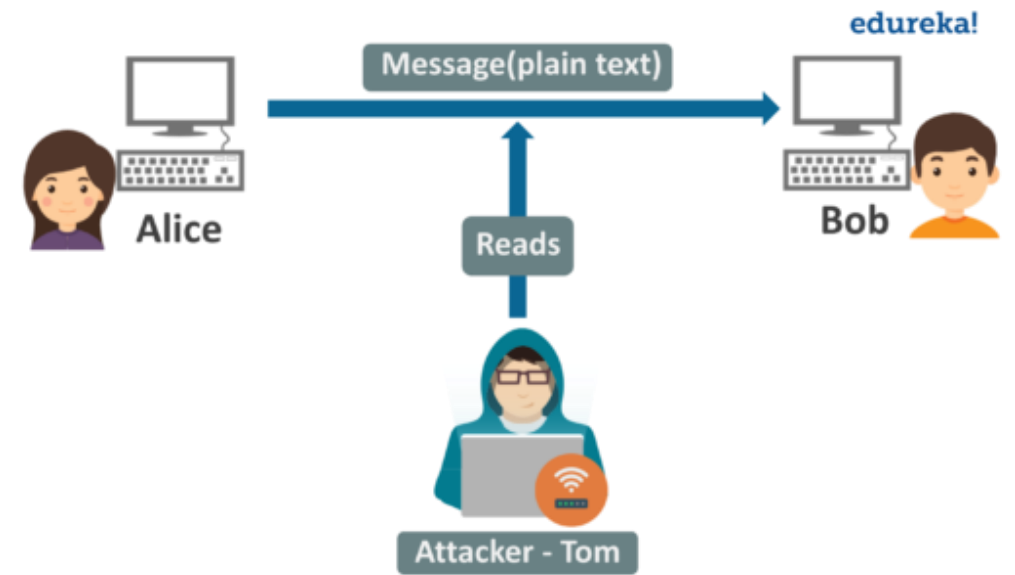 edureka!
Message(plain text)
Alice
Bob
Reads
Attacker - Tom